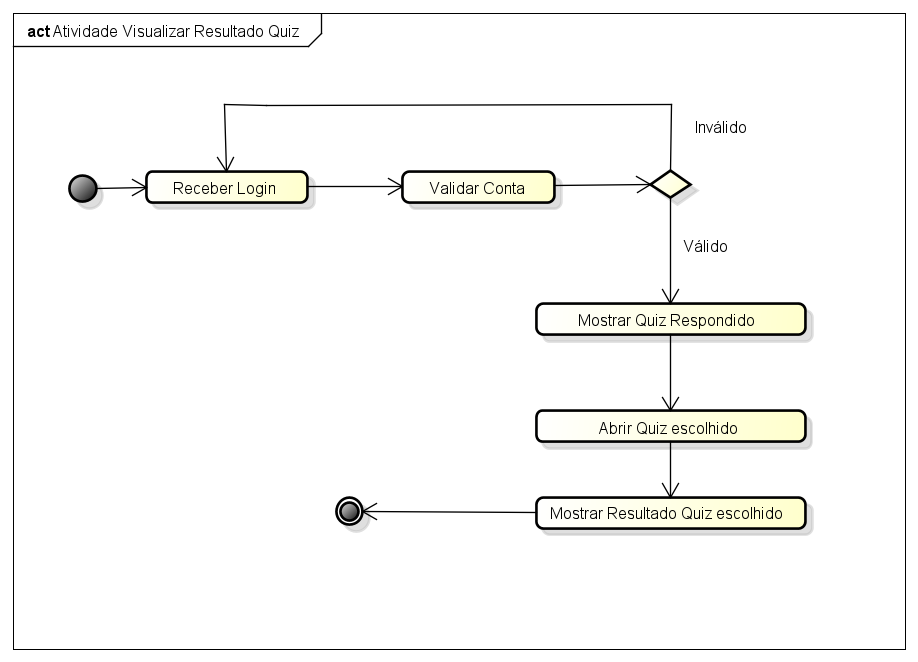 act Atividade Visualizar Resultado Quiz
Inválido
Receber Login
Validar Conta
Válido
Mostrar Quiz Respondido
Abrir Quiz escolhido
Mostrar Resultado Quiz escolhido